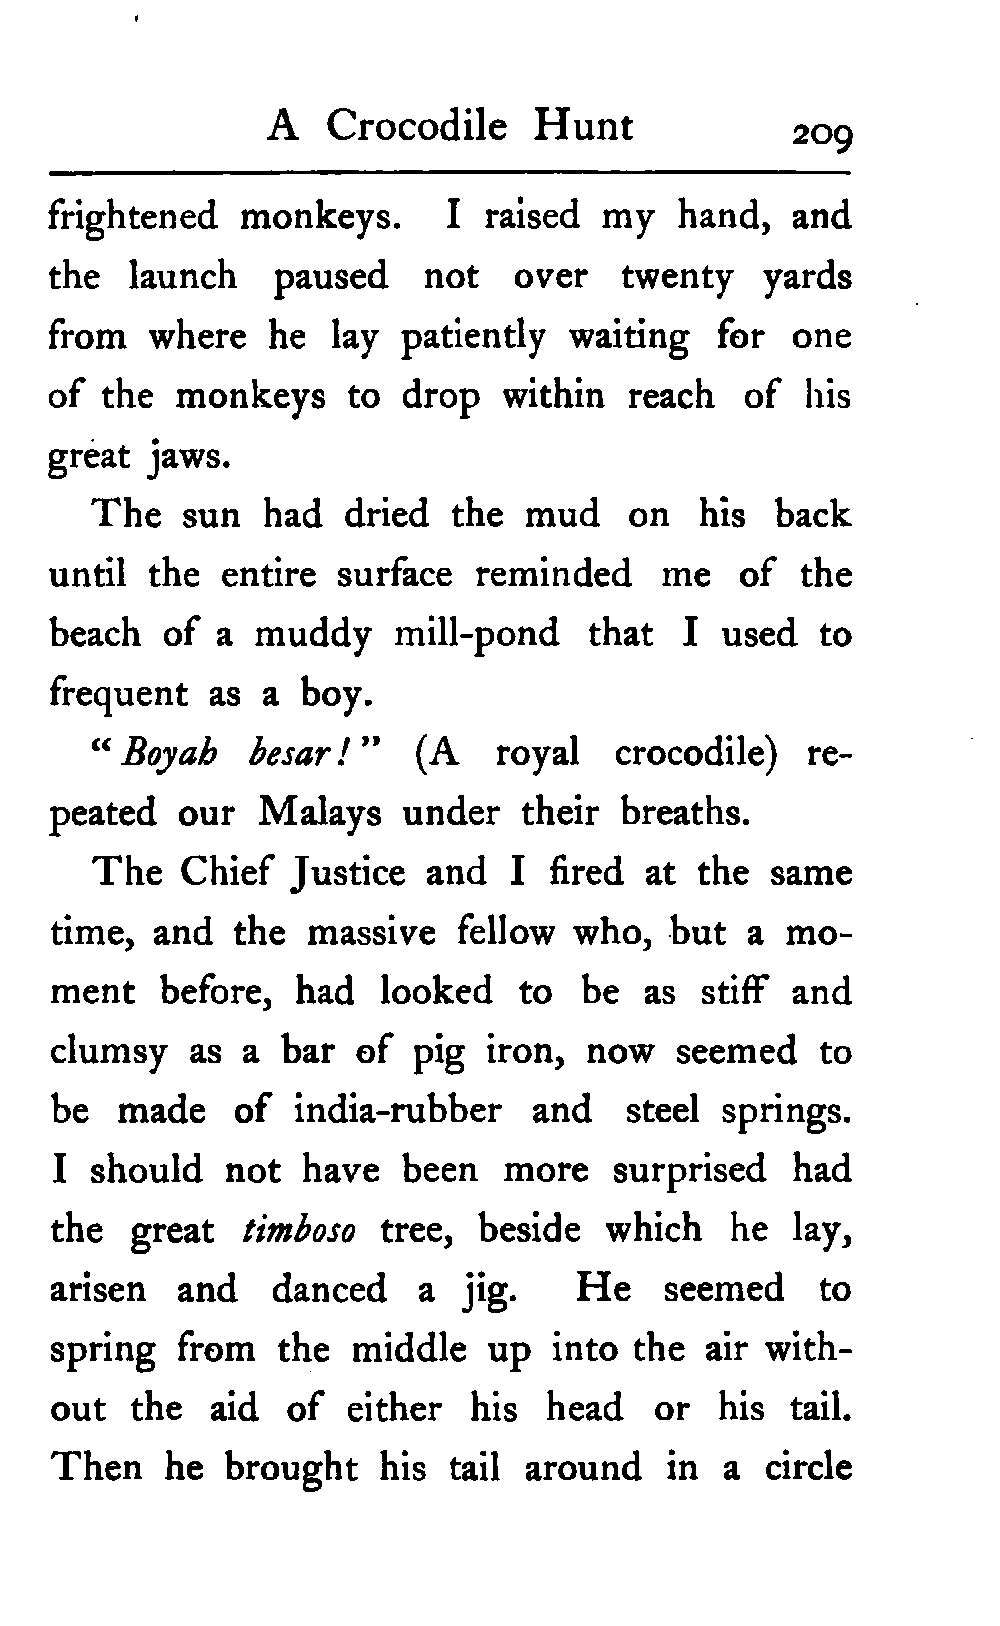 A Crocodile Hunt 209
frightened monkeys. I raised my hand, and
the launch paused not over twenty yards
from where he lay patiently waiting for one
of the monkeys to drop within reach of his
great jaws.
The sun had dried the mud on his back
until the entire surface reminded me of the
beach of a muddy mill-pond that I used to
frequent as a boy.
“Boyah besar!” (A royal crocodile) re-
peated our Malays under their breaths.
The Chief Justice and I fired at the same
time, and the massive fellow who, but a mo-
ment before, had looked to be as stiff and
clumsy as a bar of pig iron, now seemed to
be made of india-rubber and steel springs.
I should not have been more surprised had
the great timboso tree, beside which he lay,
arisen and danced a jig. He seemed to
spring from the middle up into the air with-
out the aid of either his head or his tail.
Then he brought his tail around in a circle